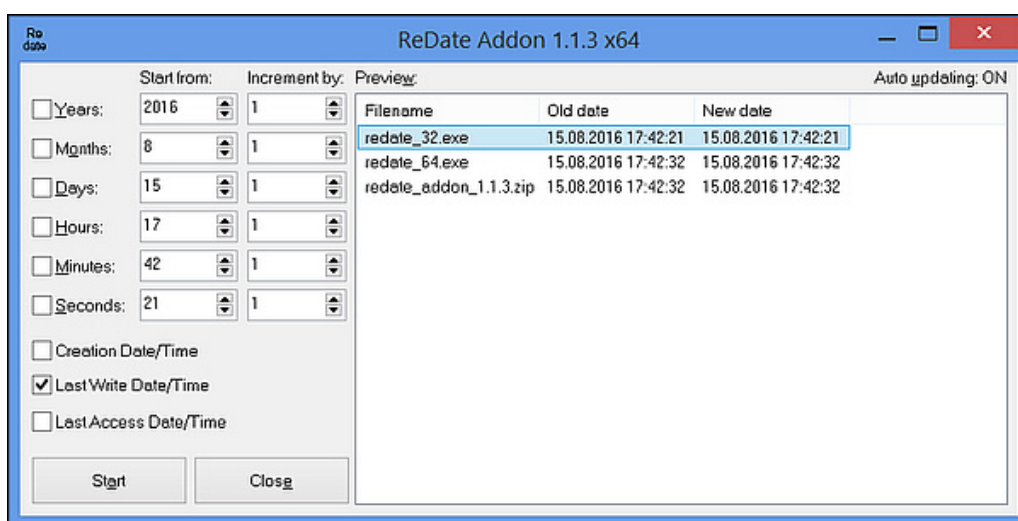 Re
date
ReDate Addon 1.1.3 x64
Start from: Increment by: Preview: Auto updating: ON
Years: 2016 1
Months: 8 1
Days: 15 1
Hours: 17 1
Minutes: 42 1
Seconds: 21 1
Creation Date/Time
Last Write Date/Time
Last Access Date/Time
Start Close
Filename Old date New date
redate_32.exe 15.08.2016 17:42:21 15.08.2016 17:42:21
redate_64.exe 15.08.2016 17:42:32 15.08.2016 17:42:32
redate_addon_1.1.3.zip 15.08.2016 17:42:32 15.08.2016 17:42:32